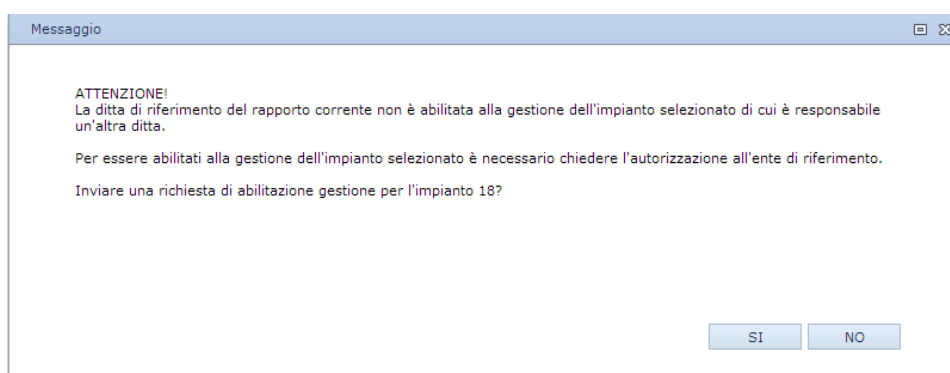 Messaggio
ATTENZIONE!
La ditta di riferimento del rapporto corrente non è abilitata alla gestione dell'impianto selezionato di cui è responsabile
un'altra ditta.
Per essere abilitati alla gestione dell'impianto selezionato è necessario chiedere l'autorizzazione all'ente di riferimento.
Inviare una richiesta di abilitazione gestione per l'impianto 18?
SI NO